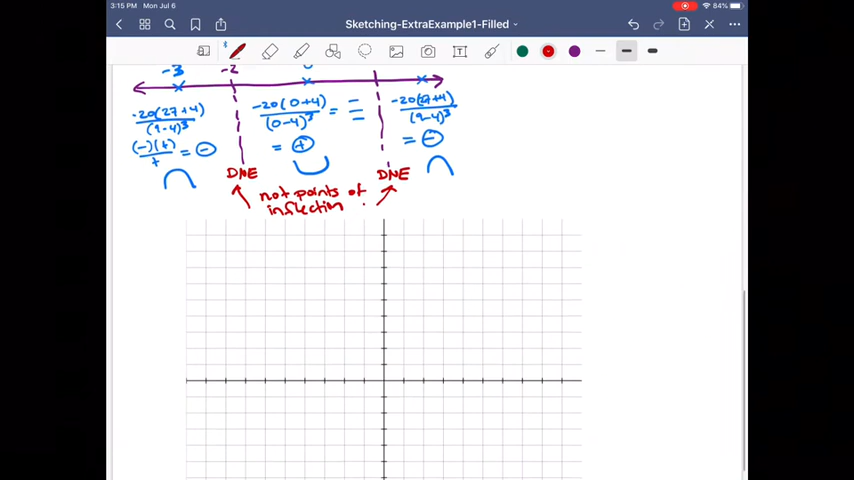 3:15 PM Mon Jul 6
84%
Sketching-ExtraExample1-Filled
-3
-2
-20(27+4)
(9-4)³
(-)(+)
+
= -
-20(0+4)
(0-4)³
=
= +
-20(27+4)
(9-4)³
= -
DNE
DNE
not points of
inflection